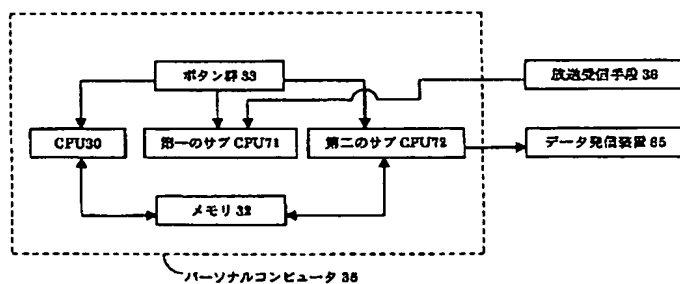 ボタン群 33
放送受信手段 36
CPU30
第一のサブ CPU71
第二のサブ CPU72
データ発信装置 65
メモリ 32
パーソナルコンピュータ 35